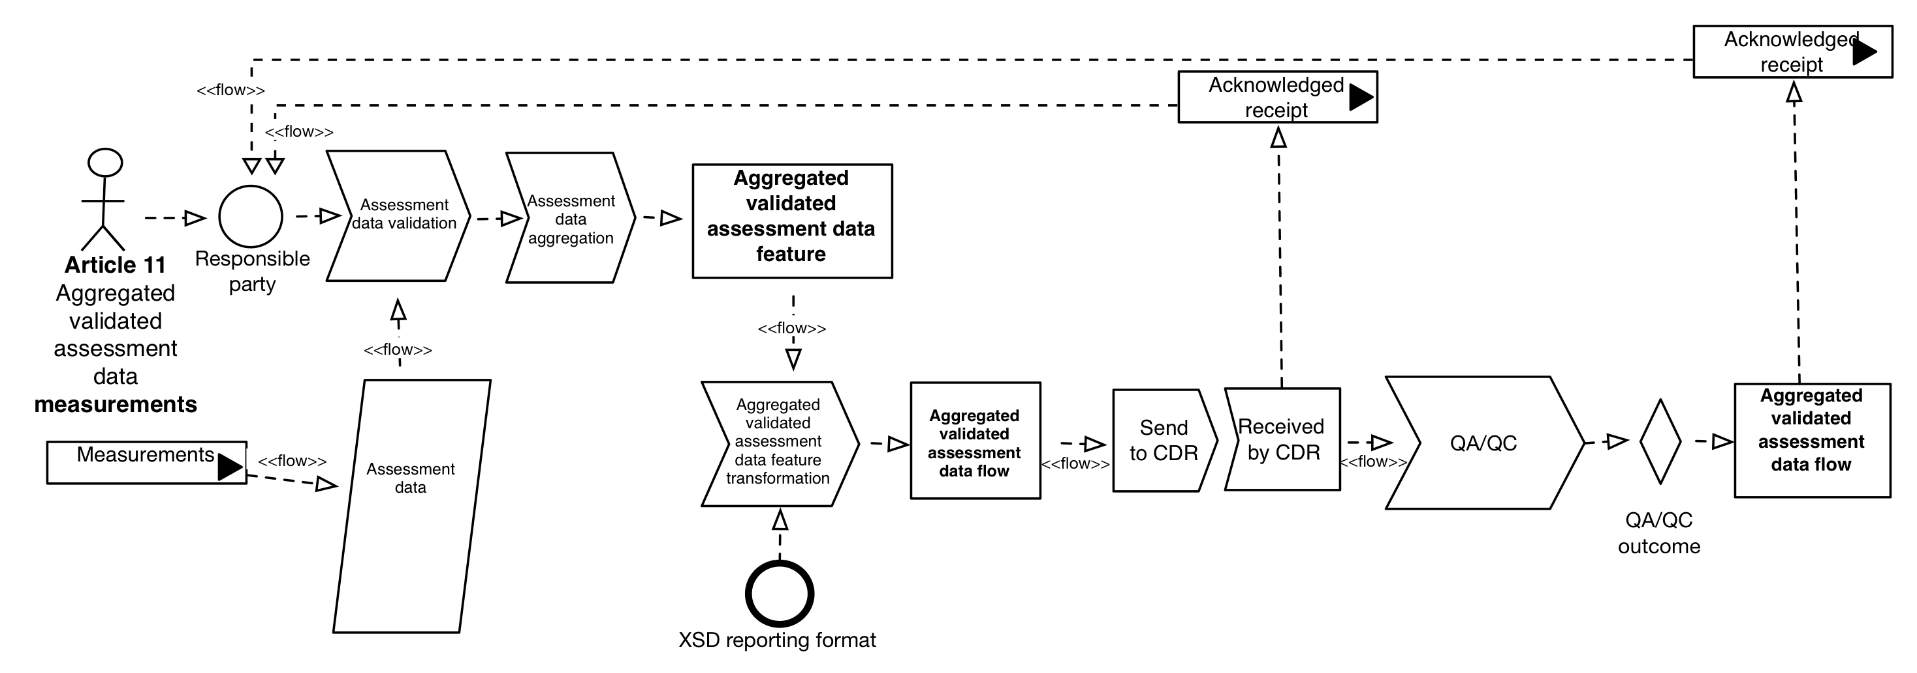 Acknowledged
receipt
<<flow>>
Acknowledged
receipt
<<flow>>
Article 11
Aggregated
validated
assessment
data
measurements
Responsible
party
Assessment
data validation
Assessment
data
aggregation
Aggregated
validated
assessment data
feature
<<flow>>
<<flow>>
Measurements
<<flow>>
Assessment
data
Aggregated
validated
assessment
data feature
transformation
Aggregated
validated
assessment
data flow
<<flow>>
Send
to CDR
Received
by CDR
<<flow>>
QA/QC
QA/QC
outcome
Aggregated
validated
assessment
data flow
XSD reporting format